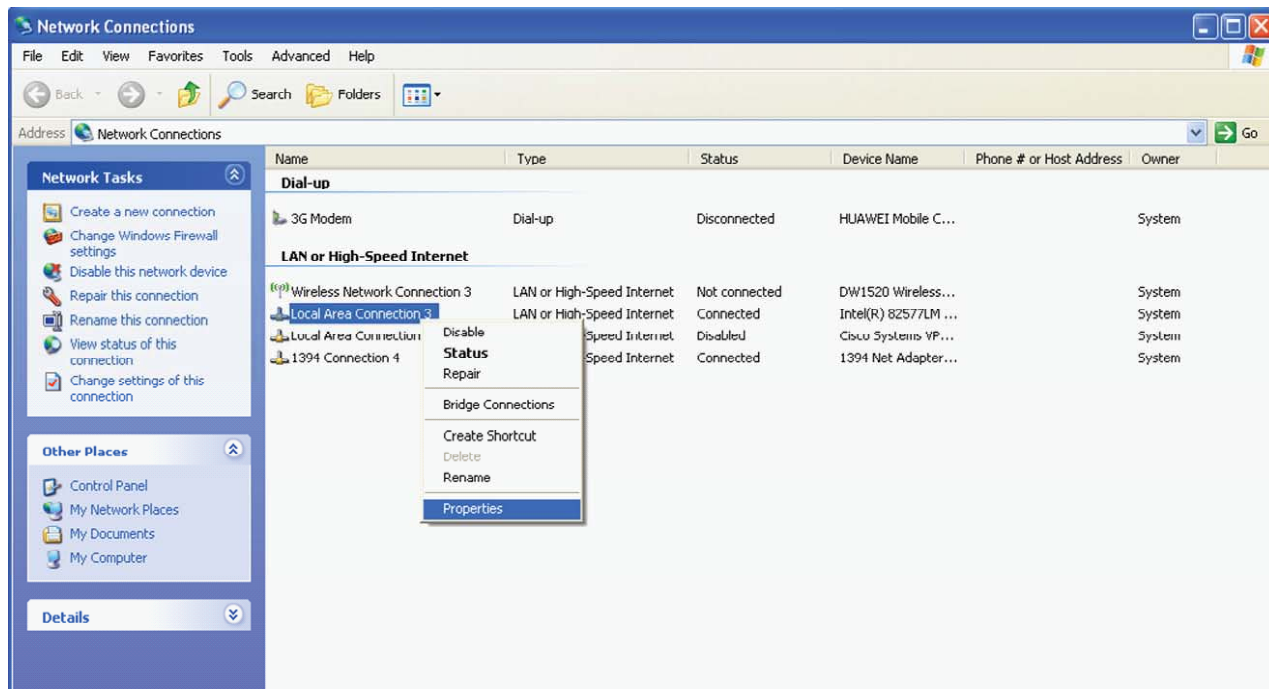 Network Connections
File Edit View Favorites Tools Advanced Help
Back Search Folders
Address Network Connections Go
Name Type Status Device Name Phone # or Host Address Owner
Network Tasks
Create a new connection
Change Windows Firewall
settings
Disable this network device
Repair this connection
Rename this connection
View status of this
connection
Change settings of this
connection
Other Places
Control Panel
My Network Places
My Documents
My Computer
Details
Dial-up
3G Modem Dial-up Disconnected HUAWEI Mobile C... System
LAN or High-Speed Internet
Wireless Network Connection 3 LAN or High-Speed Internet Not connected DW1520 Wireless... System
Local Area Connection 3 LAN or High-Speed Internet Connected Intel(R) 82577LM ... System
Local Area Connection -Speed Internet Disabled Cisco Systems VP... System
1394 Connection 4 -Speed Internet Connected 1394 Net Adapter... System
Disable
Status
Repair
Bridge Connections
Create Shortcut
Delete
Rename
Properties